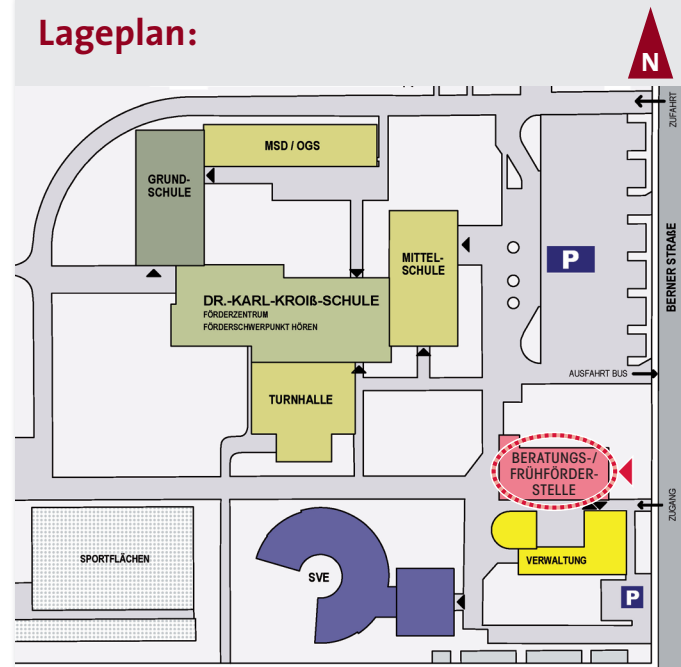 Lageplan:
N
ZUFAHRT
MSD / OGS
GRUND-
SCHULE
MITTEL-
SCHULE
P
BERNER STRAßE
DR.-KARL-KROIß-SCHULE
FÖRDERZENTRUM
FÖRDERSCHWERPUNKT HÖREN
AUSFAHRT BUS
TURNHALLE
BERATUNGS-/
FRÜHFÖRDER-
STELLE
ZUGANG
SPORTFLÄCHEN
SVE
VERWALTUNG
P